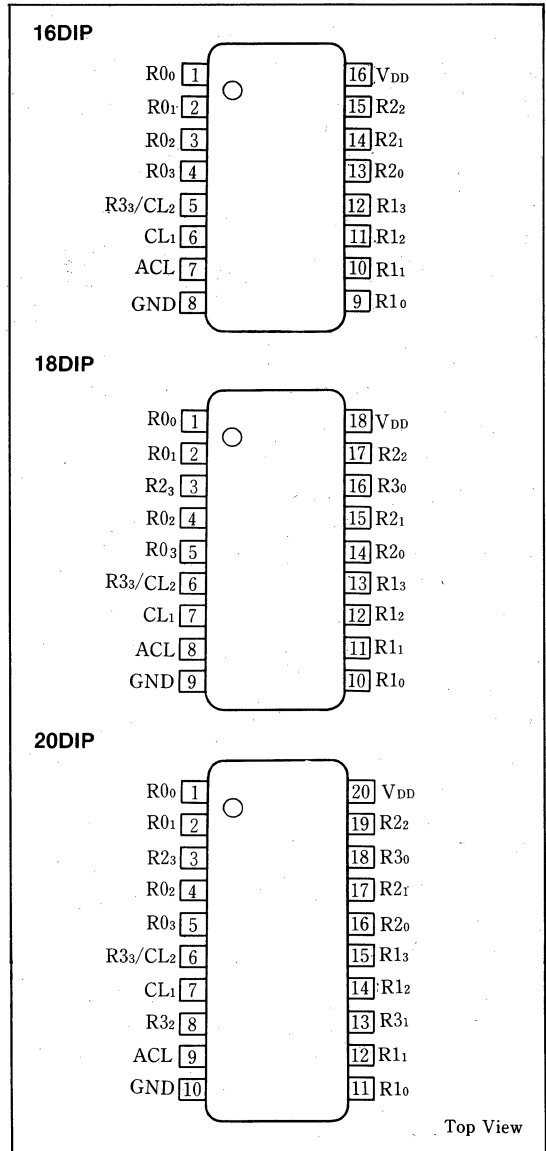 16DIP
R0₀ 1 16 VDD
R0₁ 2 15 R2₂
R0₂ 3 14 R2₁
R0₃ 4 13 R2₀
R3₃/CL₂ 5 12 R1₃
CL₁ 6 11 R1₂
ACL 7 10 R1₁
GND 8 9 R1₀
18DIP
R0₀ 1 18 VDD
R0₁ 2 17 R2₂
R2₃ 3 16 R3₀
R0₂ 4 15 R2₁
R0₃ 5 14 R2₀
R3₃/CL₂ 6 13 R1₃
CL₁ 7 12 R1₂
ACL 8 11 R1₁
GND 9 10 R1₀
20DIP
R0₀ 1 20 VDD
R0₁ 2 19 R2₂
R2₃ 3 18 R3₀
R0₂ 4 17 R2₁
R0₃ 5 16 R2₀
R3₃/CL₂ 6 15 R1₃
CL₁ 7 14 R1₂
R3₂ 8 13 R3₁
ACL 9 12 R1₁
GND 10 11 R1₀
Top View